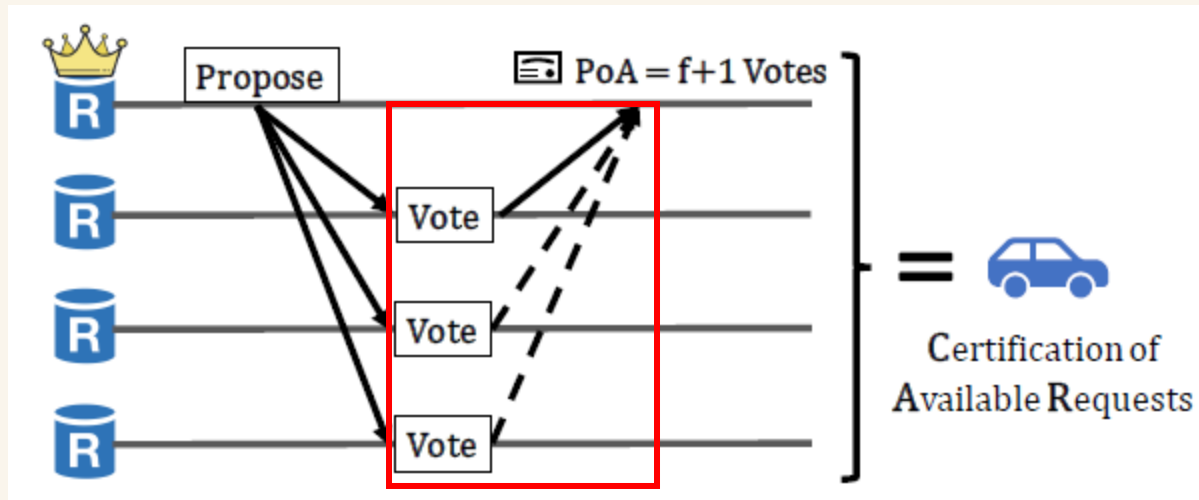 Propose
PoA = f+1 Votes
R
R
Vote
R
Vote
R
Vote
=
Certification of
Available Requests